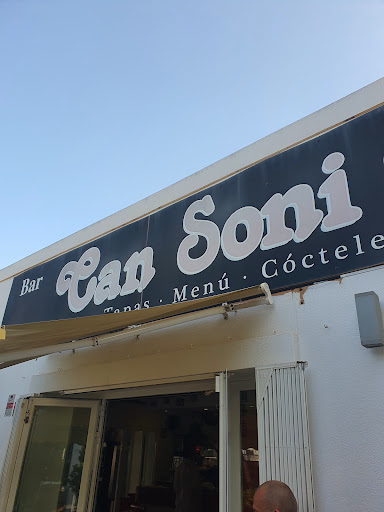 Bar Can Soni
Tapas · Menú · Cóctele